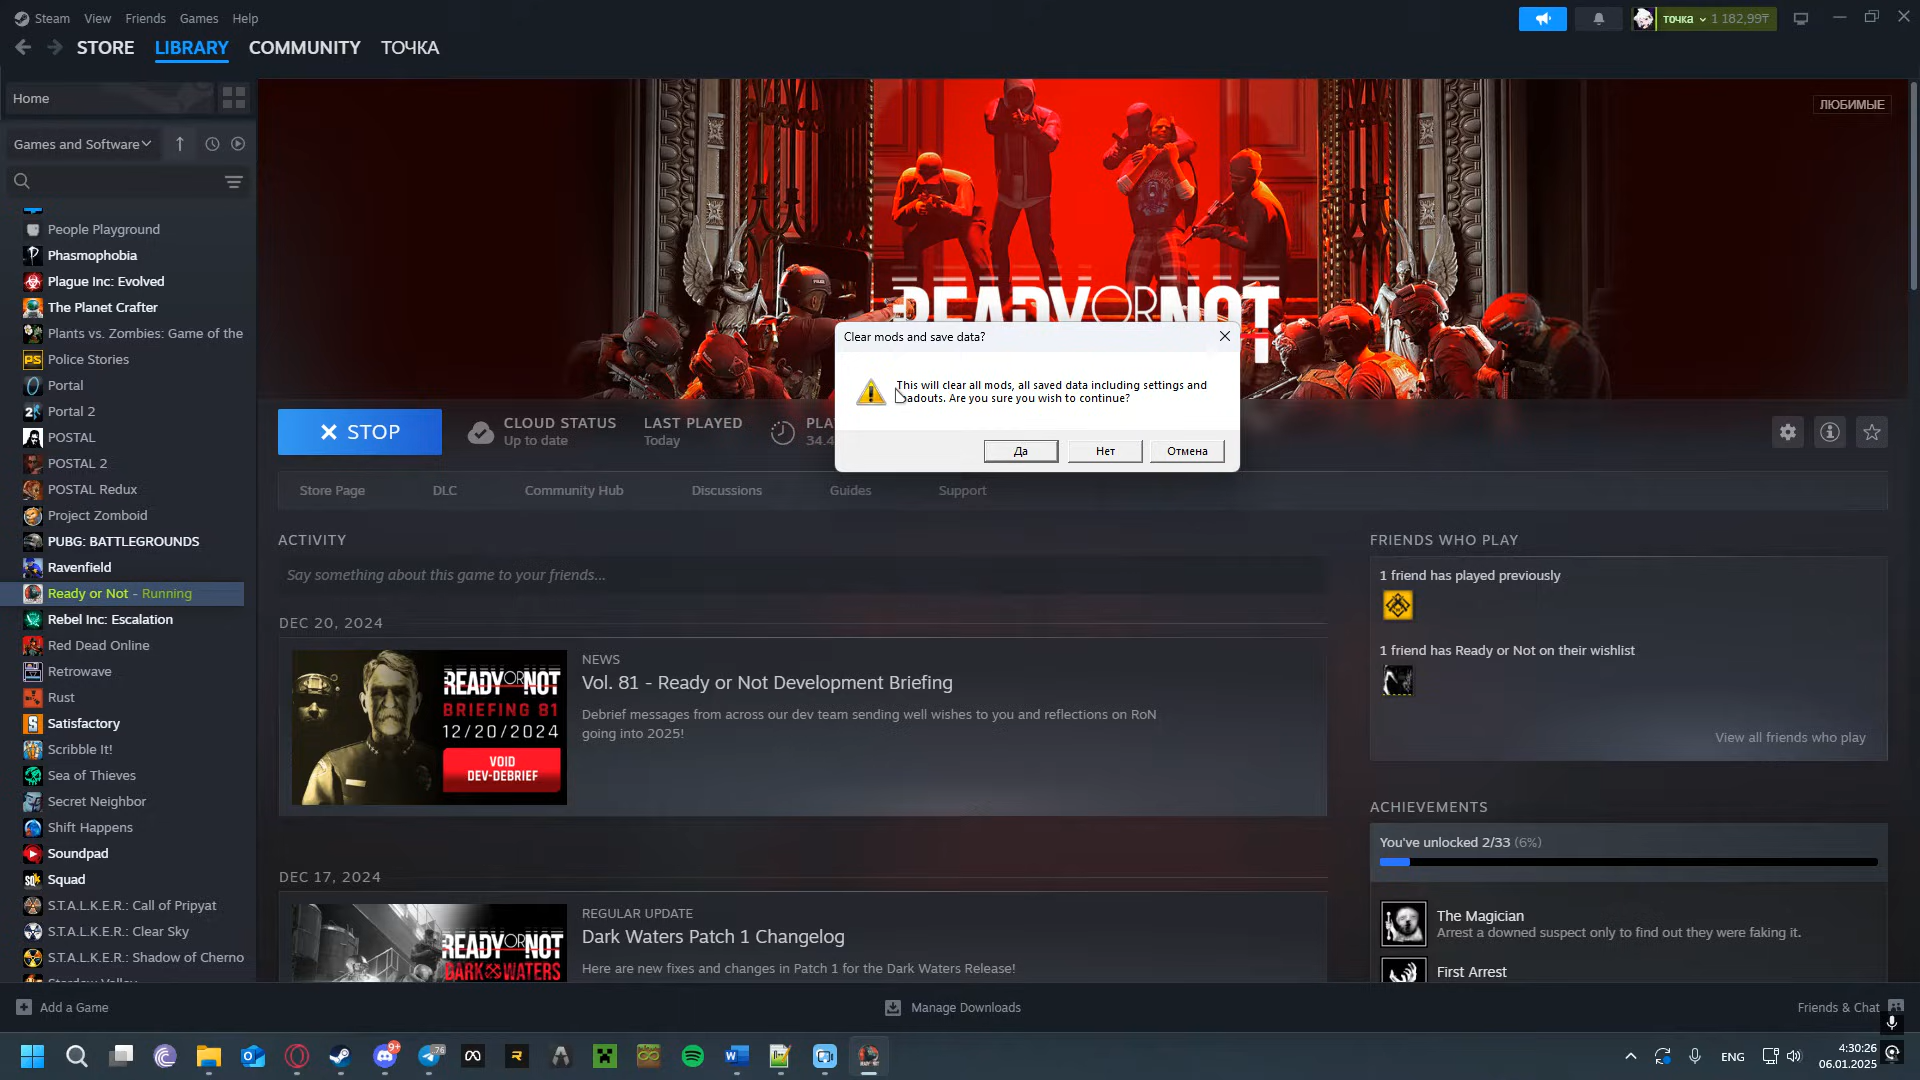 Steam View Friends Games Help
точка 1 182,99₸
STORE LIBRARY COMMUNITY ТОЧКА
Home
ЛЮБИМЫЕ
Games and Software
People Playground
Phasmophobia
Plague Inc: Evolved
The Planet Crafter
Plants vs. Zombies: Game of the
Police Stories
Portal
Portal 2
POSTAL
POSTAL 2
POSTAL Redux
Project Zomboid
PUBG: BATTLEGROUNDS
Ravenfield
Ready or Not - Running
Rebel Inc: Escalation
Red Dead Online
Retrowave
Rust
Satisfactory
Scribble It!
Sea of Thieves
Secret Neighbor
Shift Happens
Soundpad
Squad
S.T.A.L.K.E.R.: Call of Pripyat
S.T.A.L.K.E.R.: Clear Sky
S.T.A.L.K.E.R.: Shadow of Cherno
READY OR NOT
Clear mods and save data?
This will clear all mods, all saved data including settings and
adouts. Are you sure you wish to continue?
Да Нет Отмена
STOP
CLOUD STATUS
Up to date
LAST PLAYED
Today
PLA
34.4
Store Page DLC Community Hub Discussions Guides Support
ACTIVITY
Say something about this game to your friends...
DEC 20, 2024
READY OR NOT
BRIEFING 81
12/20/2024
VOID
DEV-DEBRIEF
NEWS
Vol. 81 - Ready or Not Development Briefing
Debrief messages from across our dev team sending well wishes to you and reflections on RoN
going into 2025!
DEC 17, 2024
READY OR NOT
DARK WATERS
REGULAR UPDATE
Dark Waters Patch 1 Changelog
Here are new fixes and changes in Patch 1 for the Dark Waters Release!
FRIENDS WHO PLAY
1 friend has played previously
1 friend has Ready or Not on their wishlist
View all friends who play
ACHIEVEMENTS
You've unlocked 2/33 (6%)
The Magician
Arrest a downed suspect only to find out they were faking it.
First Arrest
Add a Game
Manage Downloads
Friends & Chat
9+
76
ENG
4:30:26
06.01.2025